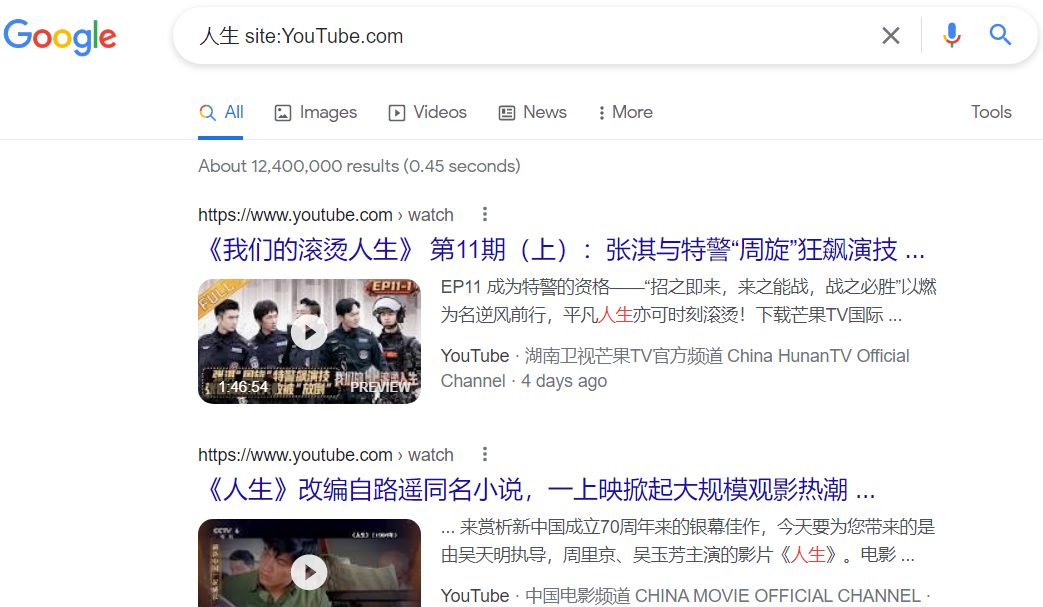 Google
人生 site:YouTube.com
All
Images
Videos
News
More
Tools
About 12,400,000 results (0.45 seconds)
https://www.youtube.com › watch
《我们的滚烫人生》 第11期（上）：张淇与特警“周旋”狂飙演技 ...
FULL
EP11-1
1:46:54
PREVIEW
EP11 成为特警的资格——“招之即来，来之能战，战之必胜”以燃
为名逆风前行，平凡人生亦可时刻滚烫！下载芒果TV国际 ...
YouTube · 湖南卫视芒果TV官方频道 China HunanTV Official
Channel · 4 days ago
https://www.youtube.com › watch
《人生》改编自路遥同名小说，一上映掀起大规模观影热潮 ...
CCTV 6
《人生》（1984年）
... 来赏析新中国成立70周年来的银幕佳作，今天要为您带来的是
由吴天明执导，周里京、吴玉芳主演的影片《人生》。电影 ...
YouTube · 中国电影频道 CHINA MOVIE OFFICIAL CHANNEL ·